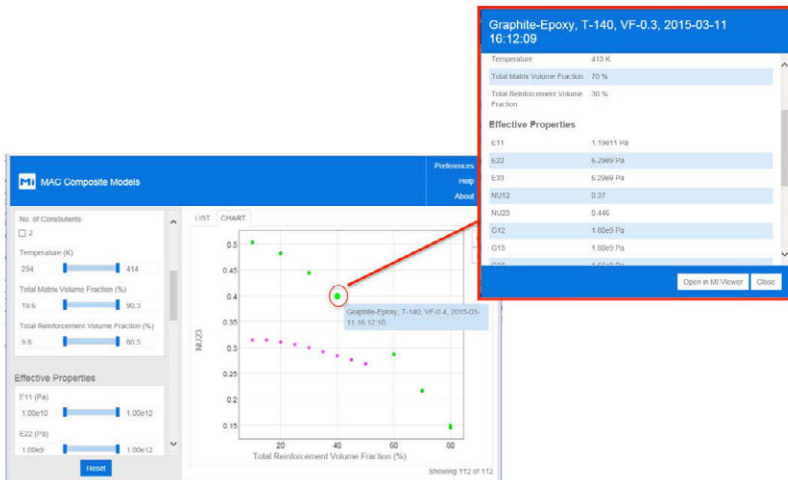 Graphite-Epoxy, T-140, VF-0.3, 2015-03-11
16:12:09
Temperature 413 K
Total Matrix Volume Fraction 70 %
Total Reinforcement Volume 30 %
Fraction
Effective Properties
E11 1.19e11 Pa
E22 6.29e9 Pa
E33 6.29e9 Pa
NU12 0.37
NU23 0.446
G12 1.80e9 Pa
G13 1.80e9 Pa
Open in MI Viewer Close
Mi MAC Composite Models
Preferences
Help
About
No. of Constituents
2
Temperature (K)
294 414
Total Matrix Volume Fraction (%)
19.6 90.3
Total Reinforcement Volume Fraction (%)
9.8 80.5
Effective Properties
E11 (Pa)
1.00e10 1.00e12
E22 (Pa)
1.00e9 1.00e12
Reset
LIST CHART
0.5
0.45
0.4
0.35
0.3
0.25
0.2
0.15
NU23
Graphite-Epoxy, T-140, VF-0.4, 2015-03-
11 16:12:10
20 40 60 80
Total Reinforcement Volume Fraction (%)
Showing 112 of 112